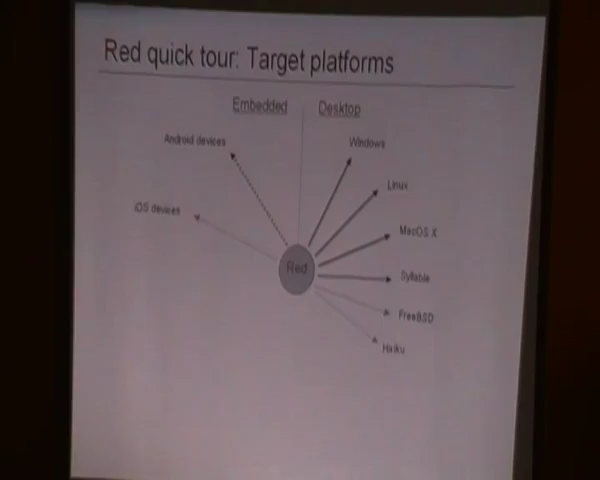 Red quick tour: Target platforms
Embedded
Desktop
Android devices
Windows
Linux
iOS devices
MacOS X
Red
Syllable
FreeBSD
Haiku